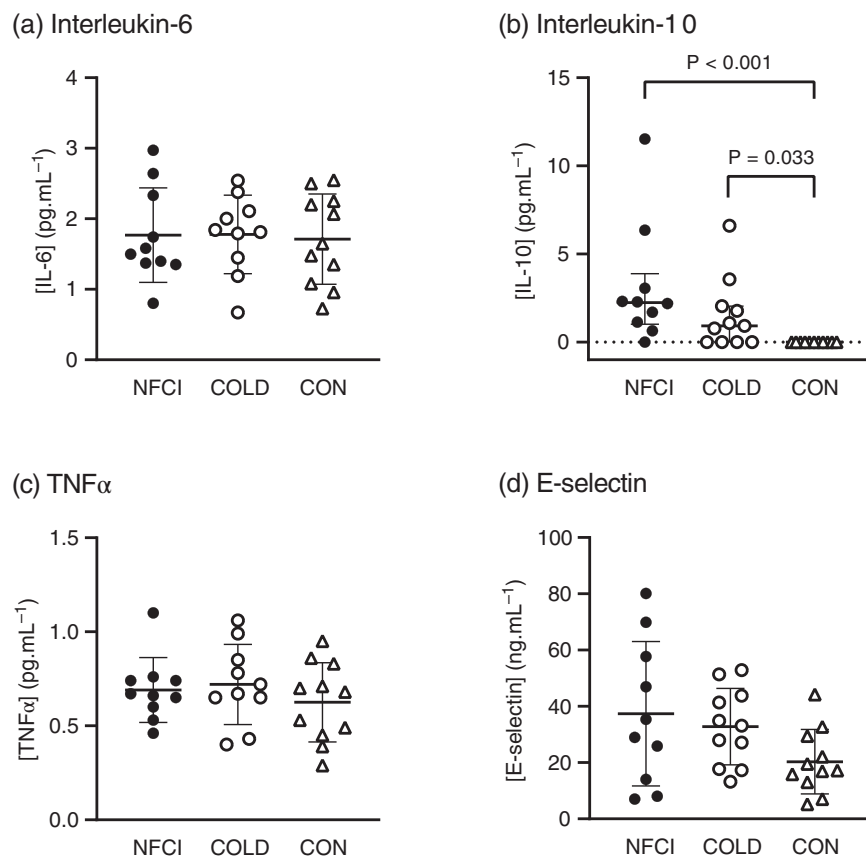 (a) Interleukin-6
[IL-6] (pg.mL−1)
4
3
2
1
0
NFCI COLD CON
(b) Interleukin-10
P < 0.001
P = 0.033
[IL-10] (pg.mL−1)
15
10
5
0
NFCI COLD CON
(c) TNFα
[TNFα] (pg.mL−1)
1.5
1.0
0.5
0.0
NFCI COLD CON
(d) E-selectin
[E-selectin] (ng.mL−1)
100
80
60
40
20
0
NFCI COLD CON